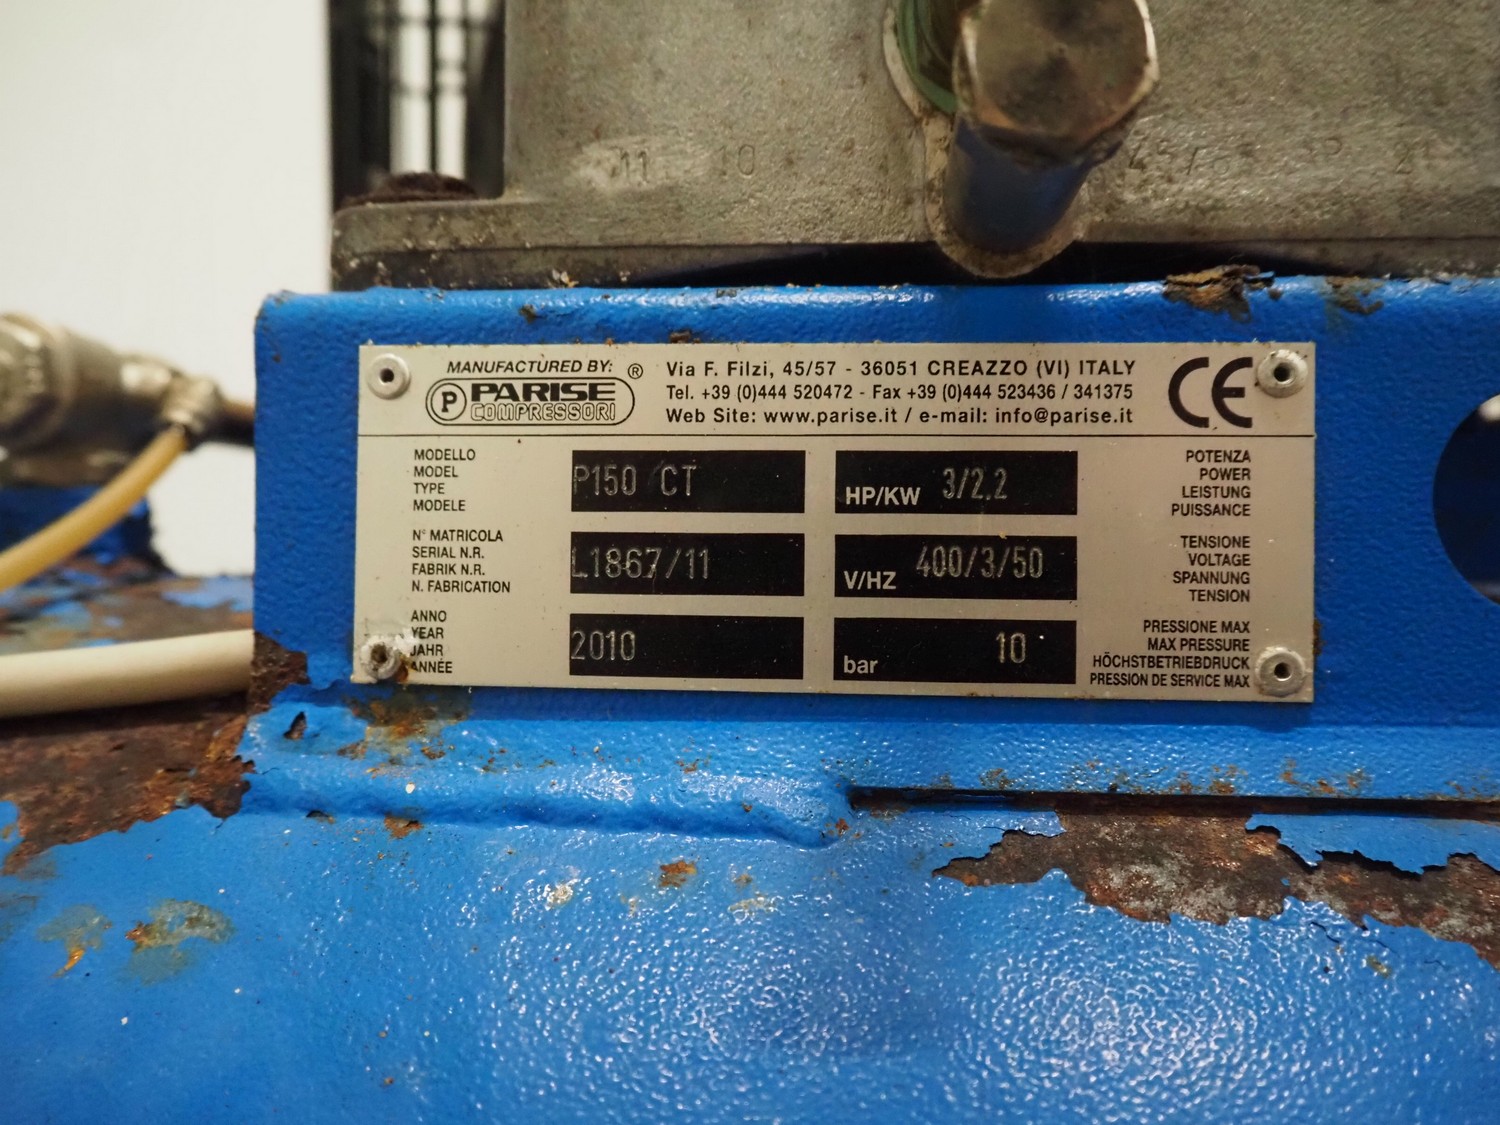 11 10
MANUFACTURED BY: ®
P PARISE
COMPRESSORI
Via F. Filzi, 45/57 - 36051 CREAZZO (VI) ITALY
Tel. +39 (0)444 520472 - Fax +39 (0)444 523436 / 341375
Web Site: www.parise.it / e-mail: info@parise.it
CE
MODELLO
MODEL
TYPE
MODELE
P150 CT
HP/KW 3/2.2
POTENZA
POWER
LEISTUNG
PUISSANCE
N° MATRICOLA
SERIAL N.R.
FABRIK N.R.
N. FABRICATION
L1867/11
V/HZ 400/3/50
TENSIONE
VOLTAGE
SPANNUNG
TENSION
ANNO
YEAR
JAHR
ANNÉE
2010
bar 10
PRESSIONE MAX
MAX PRESSURE
HÖCHSTBETRIEBDRUCK
PRESSION DE SERVICE MAX